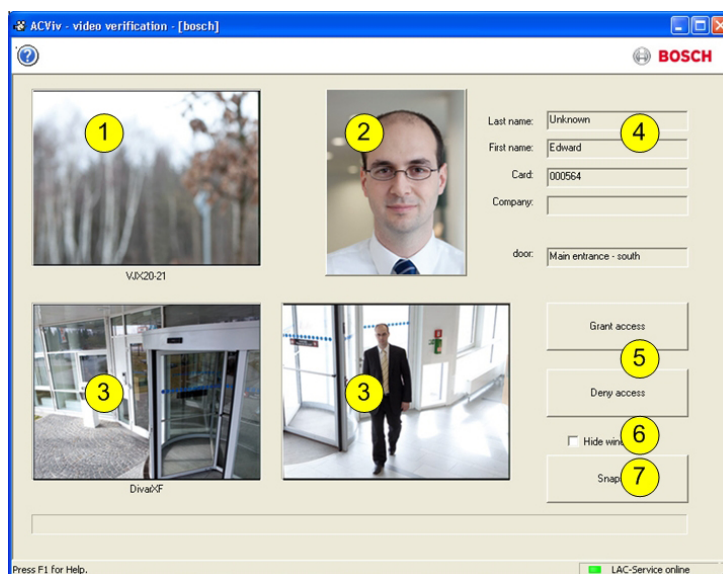 ACViv - video verification - [bosch]
?
BOSCH
1
2
Last name: Unknown
4
First name: Edward
Card: 000564
Company:
VJX20-21
door: Main entrance - south
3
3
Grant access
5
Deny access
6
Hide
7
DivarXF
Press F1 for Help.
LAC-Service online